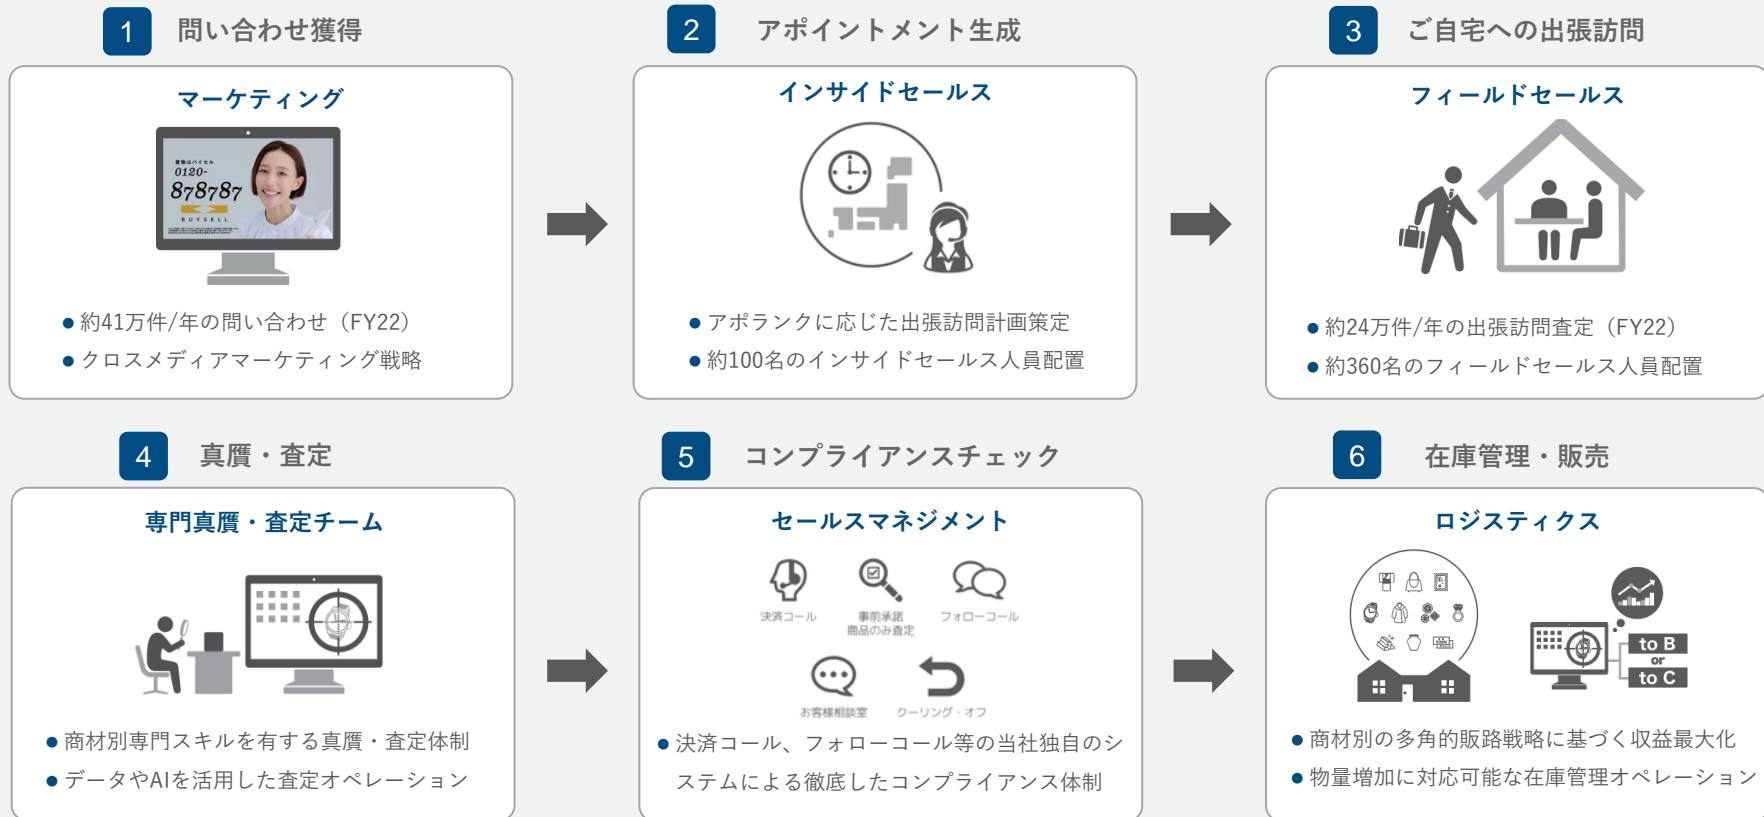 1 問い合わせ獲得
マーケティング
着物はバイセル
0120-
878787
BUYSELL
●約41万件/年の問い合わせ（FY22）
●クロスメディアマーケティング戦略
2 アポイントメント生成
インサイドセールス
●アポランクに応じた出張訪問計画策定
●約100名のインサイドセールス人員配置
3 ご自宅への出張訪問
フィールドセールス
●約24万件/年の出張訪問査定（FY22）
●約360名のフィールドセールス人員配置
4 真贋・査定
専門真贋・査定チーム
●商材別専門スキルを有する真贋・査定体制
●データやAIを活用した査定オペレーション
5 コンプライアンスチェック
セールスマネジメント
決済コール
事前承諾
商品のみ査定
フォローコール
お客様相談室
クーリング・オフ
●決済コール、フォローコール等の当社独自のシ
ステムによる徹底したコンプライアンス体制
6 在庫管理・販売
ロジスティクス
to B
or
to C
●商材別の多角的販路戦略に基づく収益最大化
●物量増加に対応可能な在庫管理オペレーション